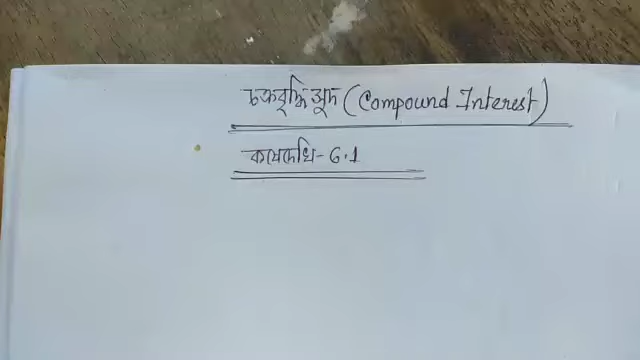 চক্রবৃদ্ধি সুদ (Compound Interest)
কষে দেখি - 6.1